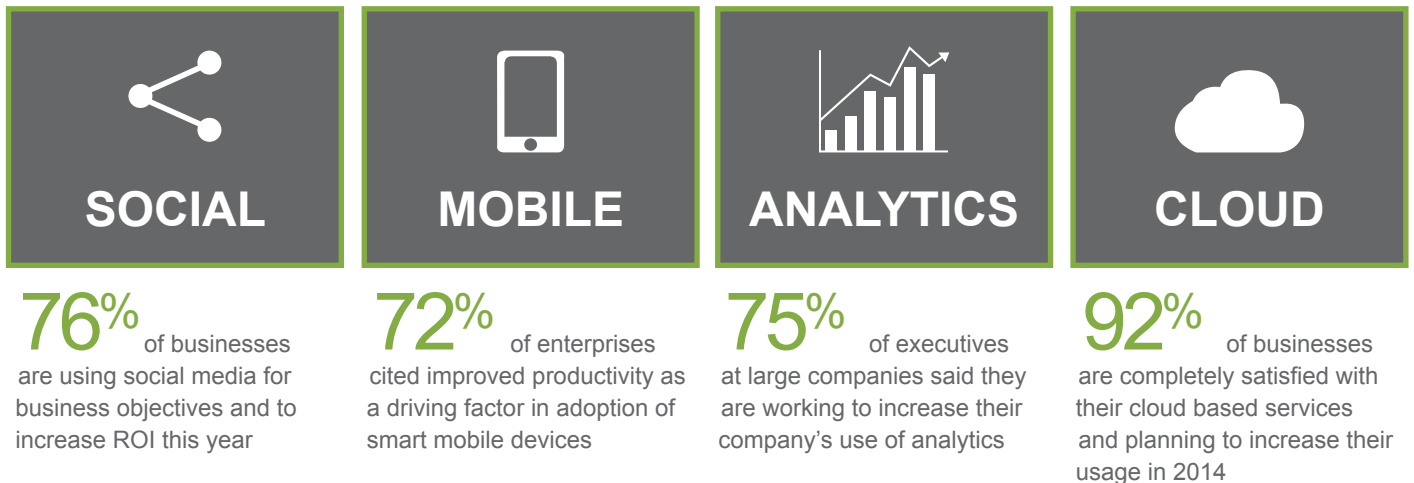 SOCIAL
76% of businesses
are using social media for
business objectives and to
increase ROI this year
MOBILE
72% of enterprises
cited improved productivity as
a driving factor in adoption of
smart mobile devices
ANALYTICS
75% of executives
at large companies said they
are working to increase their
company’s use of analytics
CLOUD
92% of businesses
are completely satisfied with
their cloud based services
and planning to increase their
usage in 2014